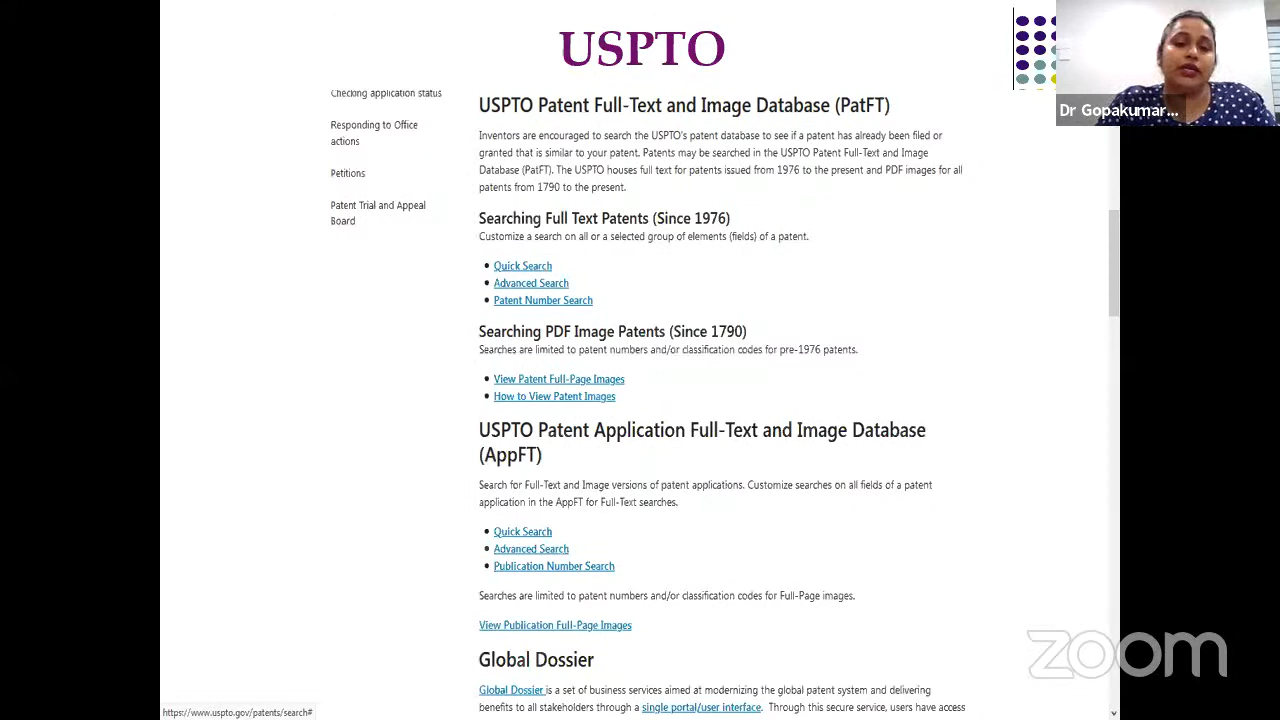 USPTO
Dr Gopakumar...
Checking application status
Responding to Office
actions
Petitions
Patent Trial and Appeal
Board
USPTO Patent Full-Text and Image Database (PatFT)
Inventors are encouraged to search the USPTO's patent database to see if a patent has already been filed or
granted that is similar to your patent. Patents may be searched in the USPTO Patent Full-Text and Image
Database (PatFT). The USPTO houses full text for patents issued from 1976 to the present and PDF images for all
patents from 1790 to the present.
Searching Full Text Patents (Since 1976)
Customize a search on all or a selected group of elements (fields) of a patent.
• Quick Search
• Advanced Search
• Patent Number Search
Searching PDF Image Patents (Since 1790)
Searches are limited to patent numbers and/or classification codes for pre-1976 patents.
• View Patent Full-Page Images
• How to View Patent Images
USPTO Patent Application Full-Text and Image Database
(AppFT)
Search for Full-Text and Image versions of patent applications. Customize searches on all fields of a patent
application in the AppFT for Full-Text searches.
• Quick Search
• Advanced Search
• Publication Number Search
Searches are limited to patent numbers and/or classification codes for Full-Page images.
View Publication Full-Page Images
Global Dossier
Global Dossier is a set of business services aimed at modernizing the global patent system and delivering
benefits to all stakeholders through a single portal/user interface. Through this secure service, users have access
https://www.uspto.gov/patents/search#
zoom